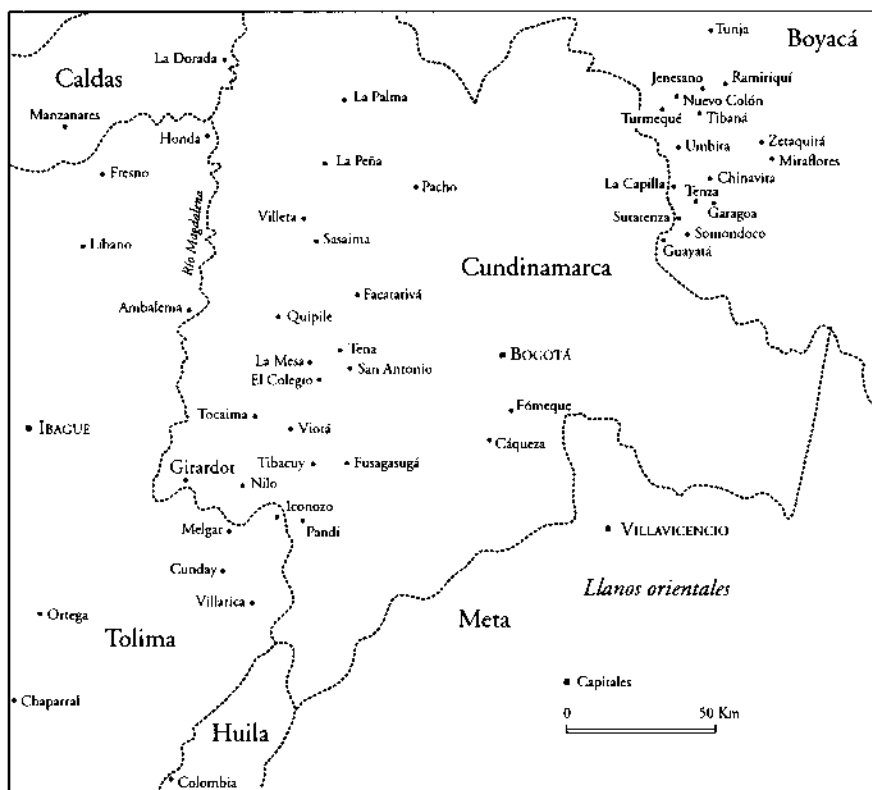 Tunja
Boyacá
La Dorada
Caldas
Jenesano
Ramiriquí
La Palma
Nuevo Colón
Manzanares
Turmequé
Tibaná
Honda
Zetaquirá
Umbita
La Peña
Miraflores
Fresno
Chinavita
Pacho
La Capilla
Tenza
Garagoa
Villeta
Sutatenza
Río Magdalena
Sasaima
Somondoco
Líbano
Guayatá
Cundinamarca
Facatativá
Ambalema
Quipile
Tena
BOGOTÁ
La Mesa
San Antonio
El Colegio
Fómeque
Tocaima
IBAGUE
Viotá
Cáqueza
Tibacuy
Fusagasugá
Girardot
Nilo
Iconozo
Melgar
Pandi
VILLAVICENCIO
Cunday
Llanos orientales
Villarica
Ortega
Meta
Tolima
Capitales
Chaparral
0 50 Km
Huila
Colombia